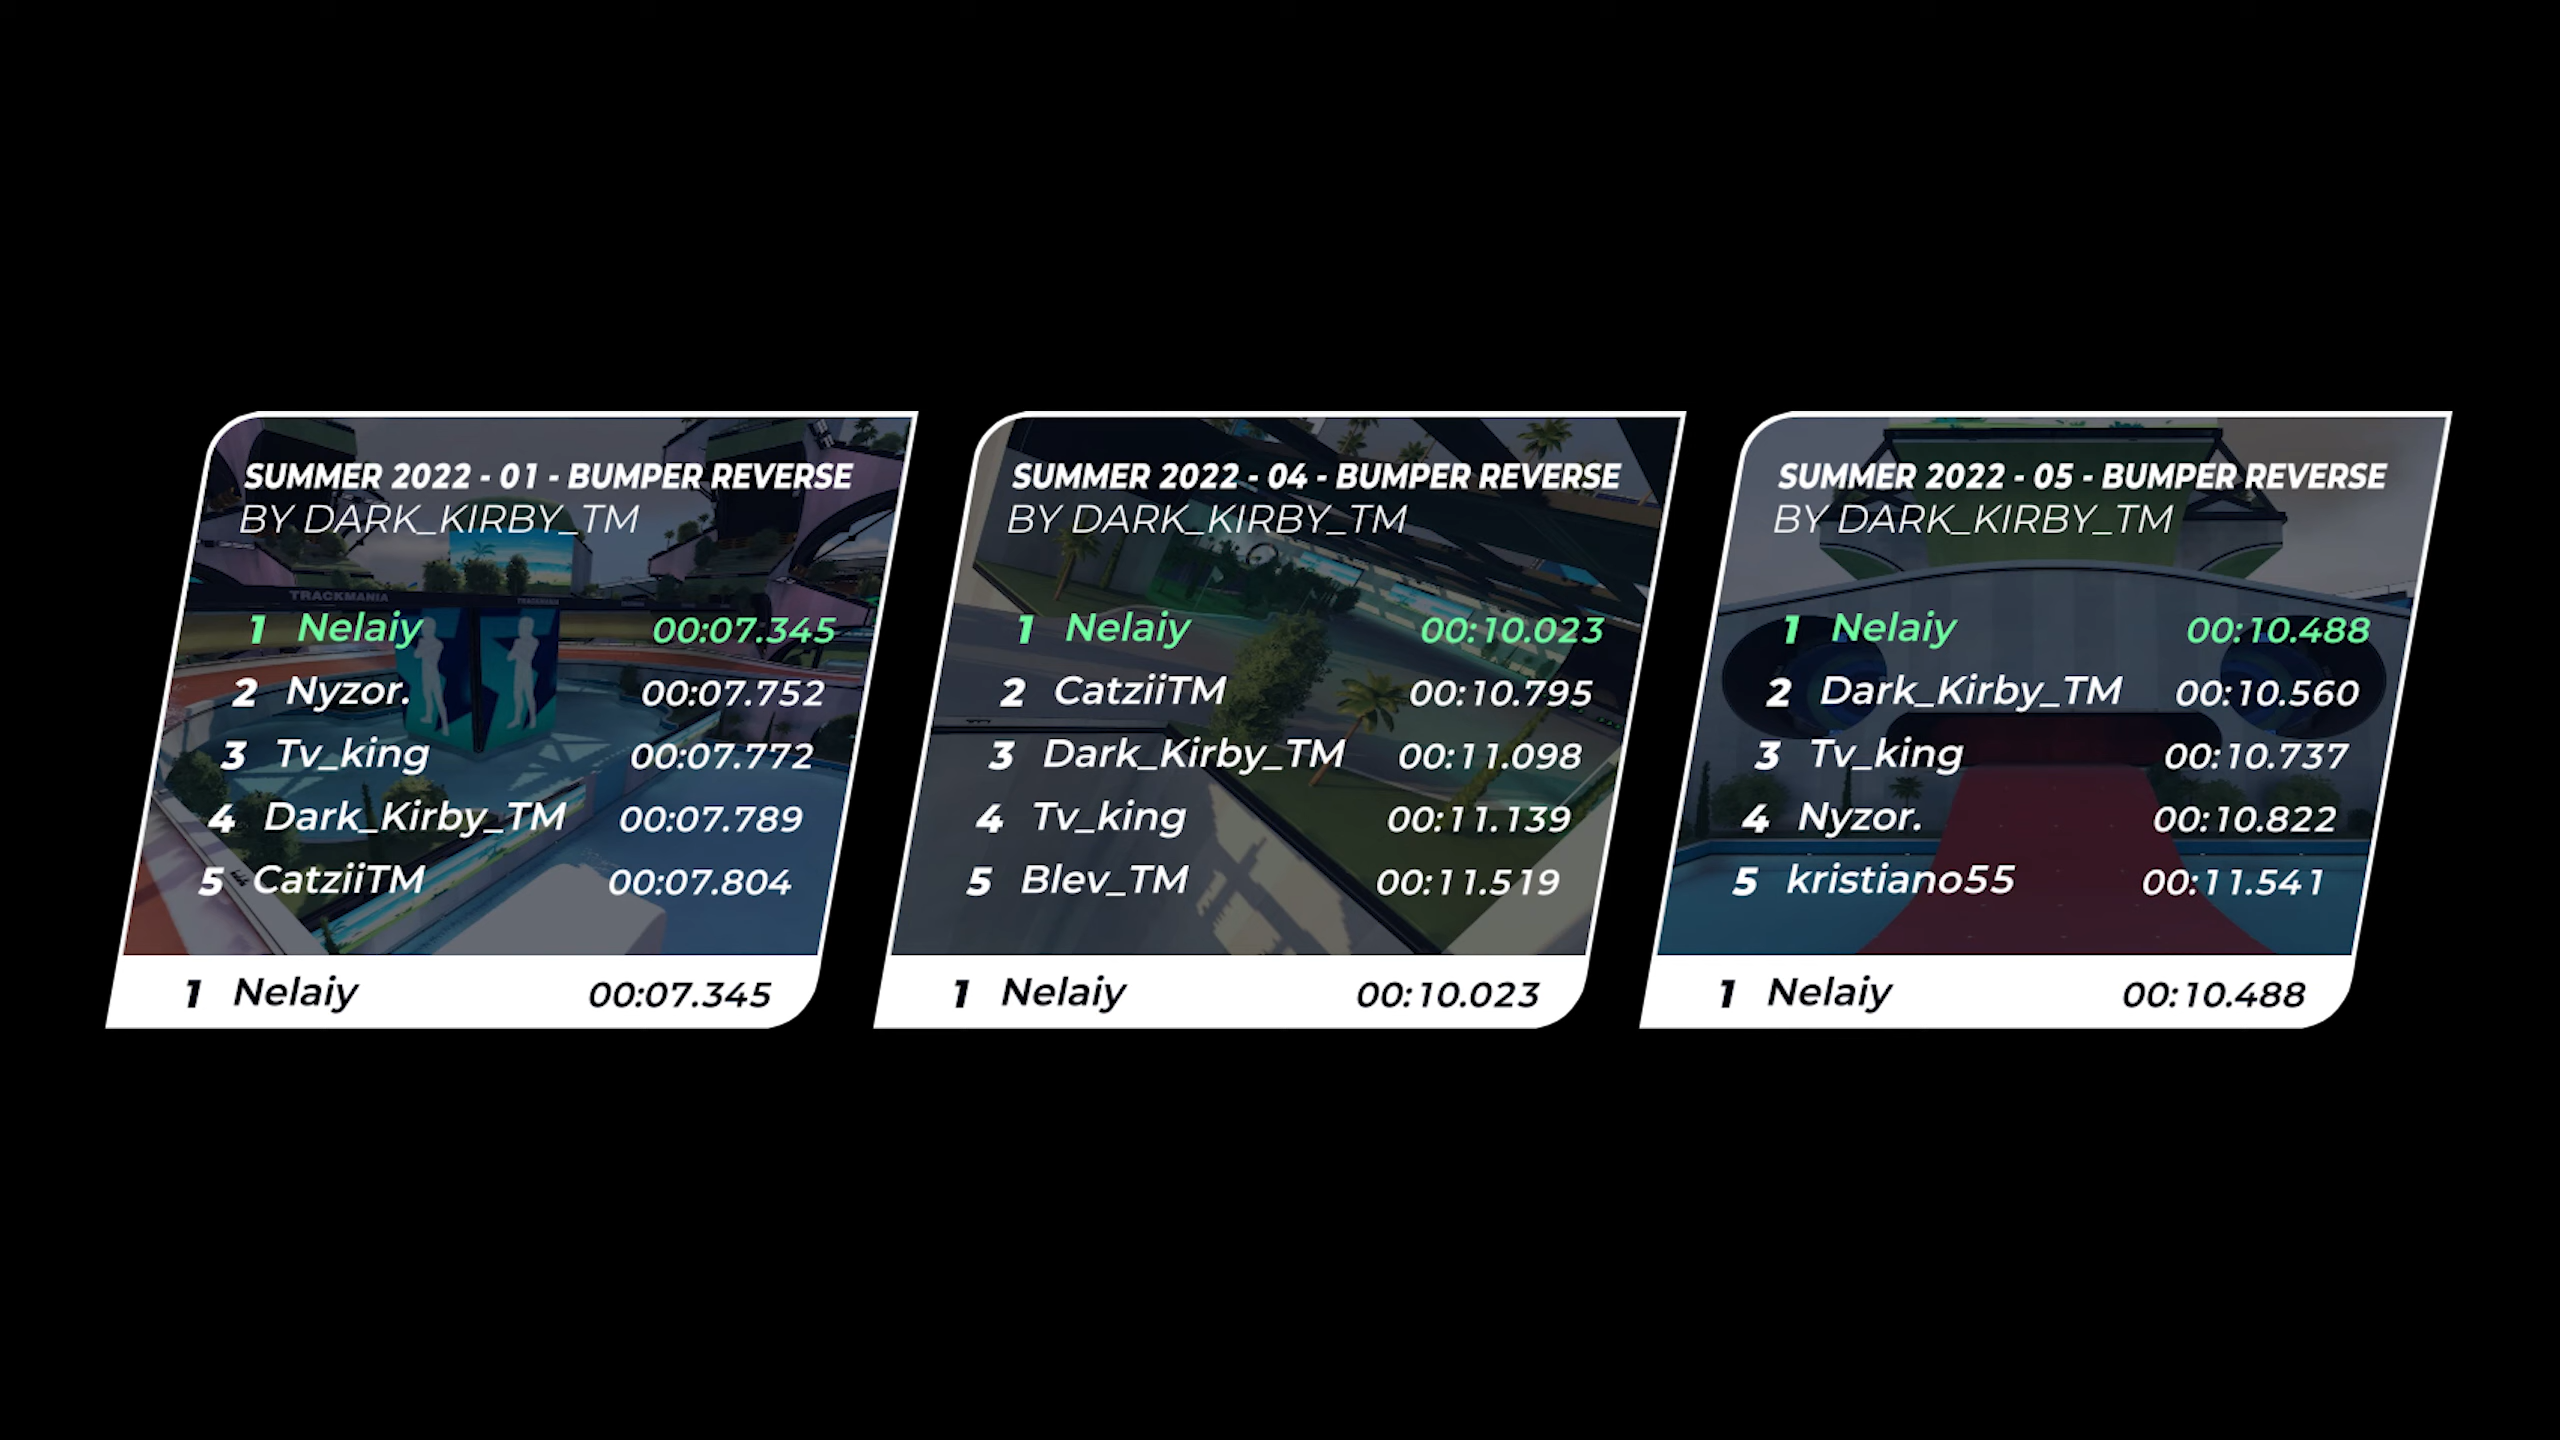 SUMMER 2022 - 01 - BUMPER REVERSE
BY DARK_KIRBY_TM
TRACKMANIA
TRACKMANIA
1 Nelaiy 00:07.345
2 Nyzor. 00:07.752
3 Tv_king 00:07.772
4 Dark_Kirby_TM 00:07.789
5 CatziiTM 00:07.804
1 Nelaiy 00:07.345
SUMMER 2022 - 04 - BUMPER REVERSE
BY DARK_KIRBY_TM
1 Nelaiy 00:10.023
2 CatziiTM 00:10.795
3 Dark_Kirby_TM 00:11.098
4 Tv_king 00:11.139
5 Blev_TM 00:11.519
1 Nelaiy 00:10.023
SUMMER 2022 - 05 - BUMPER REVERSE
BY DARK_KIRBY_TM
1 Nelaiy 00:10.488
2 Dark_Kirby_TM 00:10.560
3 Tv_king 00:10.737
4 Nyzor. 00:10.822
5 kristiano55 00:11.541
1 Nelaiy 00:10.488